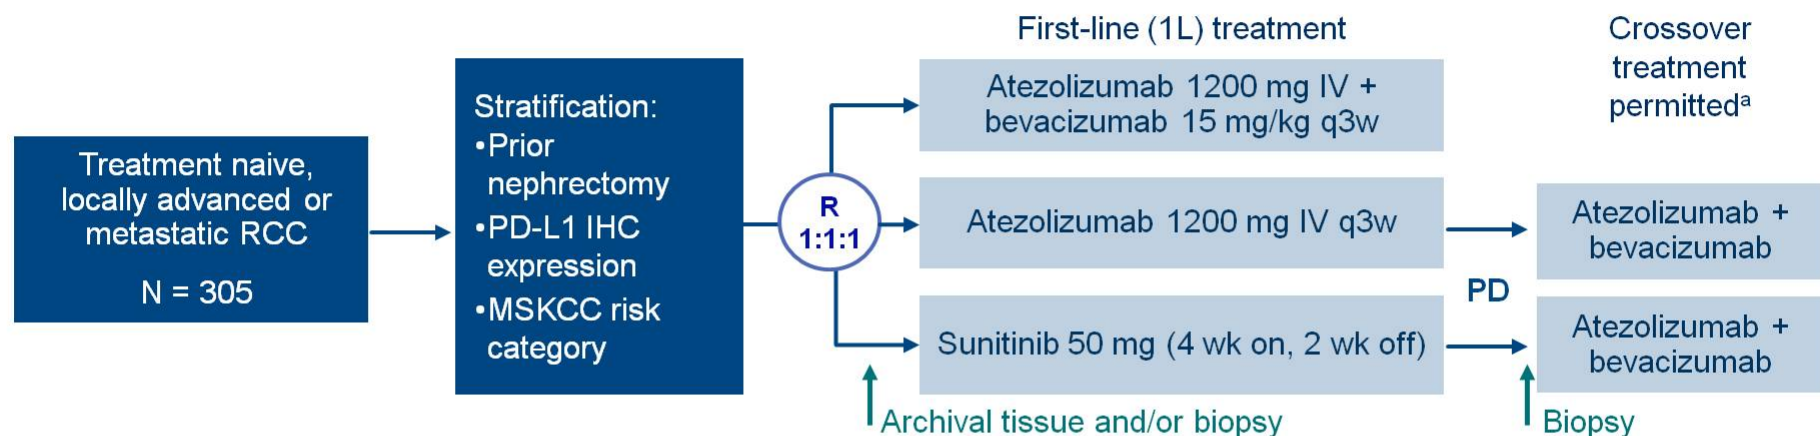 Treatment naive,
locally advanced or
metastatic RCC
N = 305
Stratification:
•Prior
nephrectomy
•PD-L1 IHC
expression
•MSKCC risk
category
R
1:1:1
First-line (1L) treatment
Atezolizumab 1200 mg IV +
bevacizumab 15 mg/kg q3w
Atezolizumab 1200 mg IV q3w
Sunitinib 50 mg (4 wk on, 2 wk off)
Archival tissue and/or biopsy
PD
Crossover
treatment
permittedᵃ
Atezolizumab +
bevacizumab
Atezolizumab +
bevacizumab
Biopsy